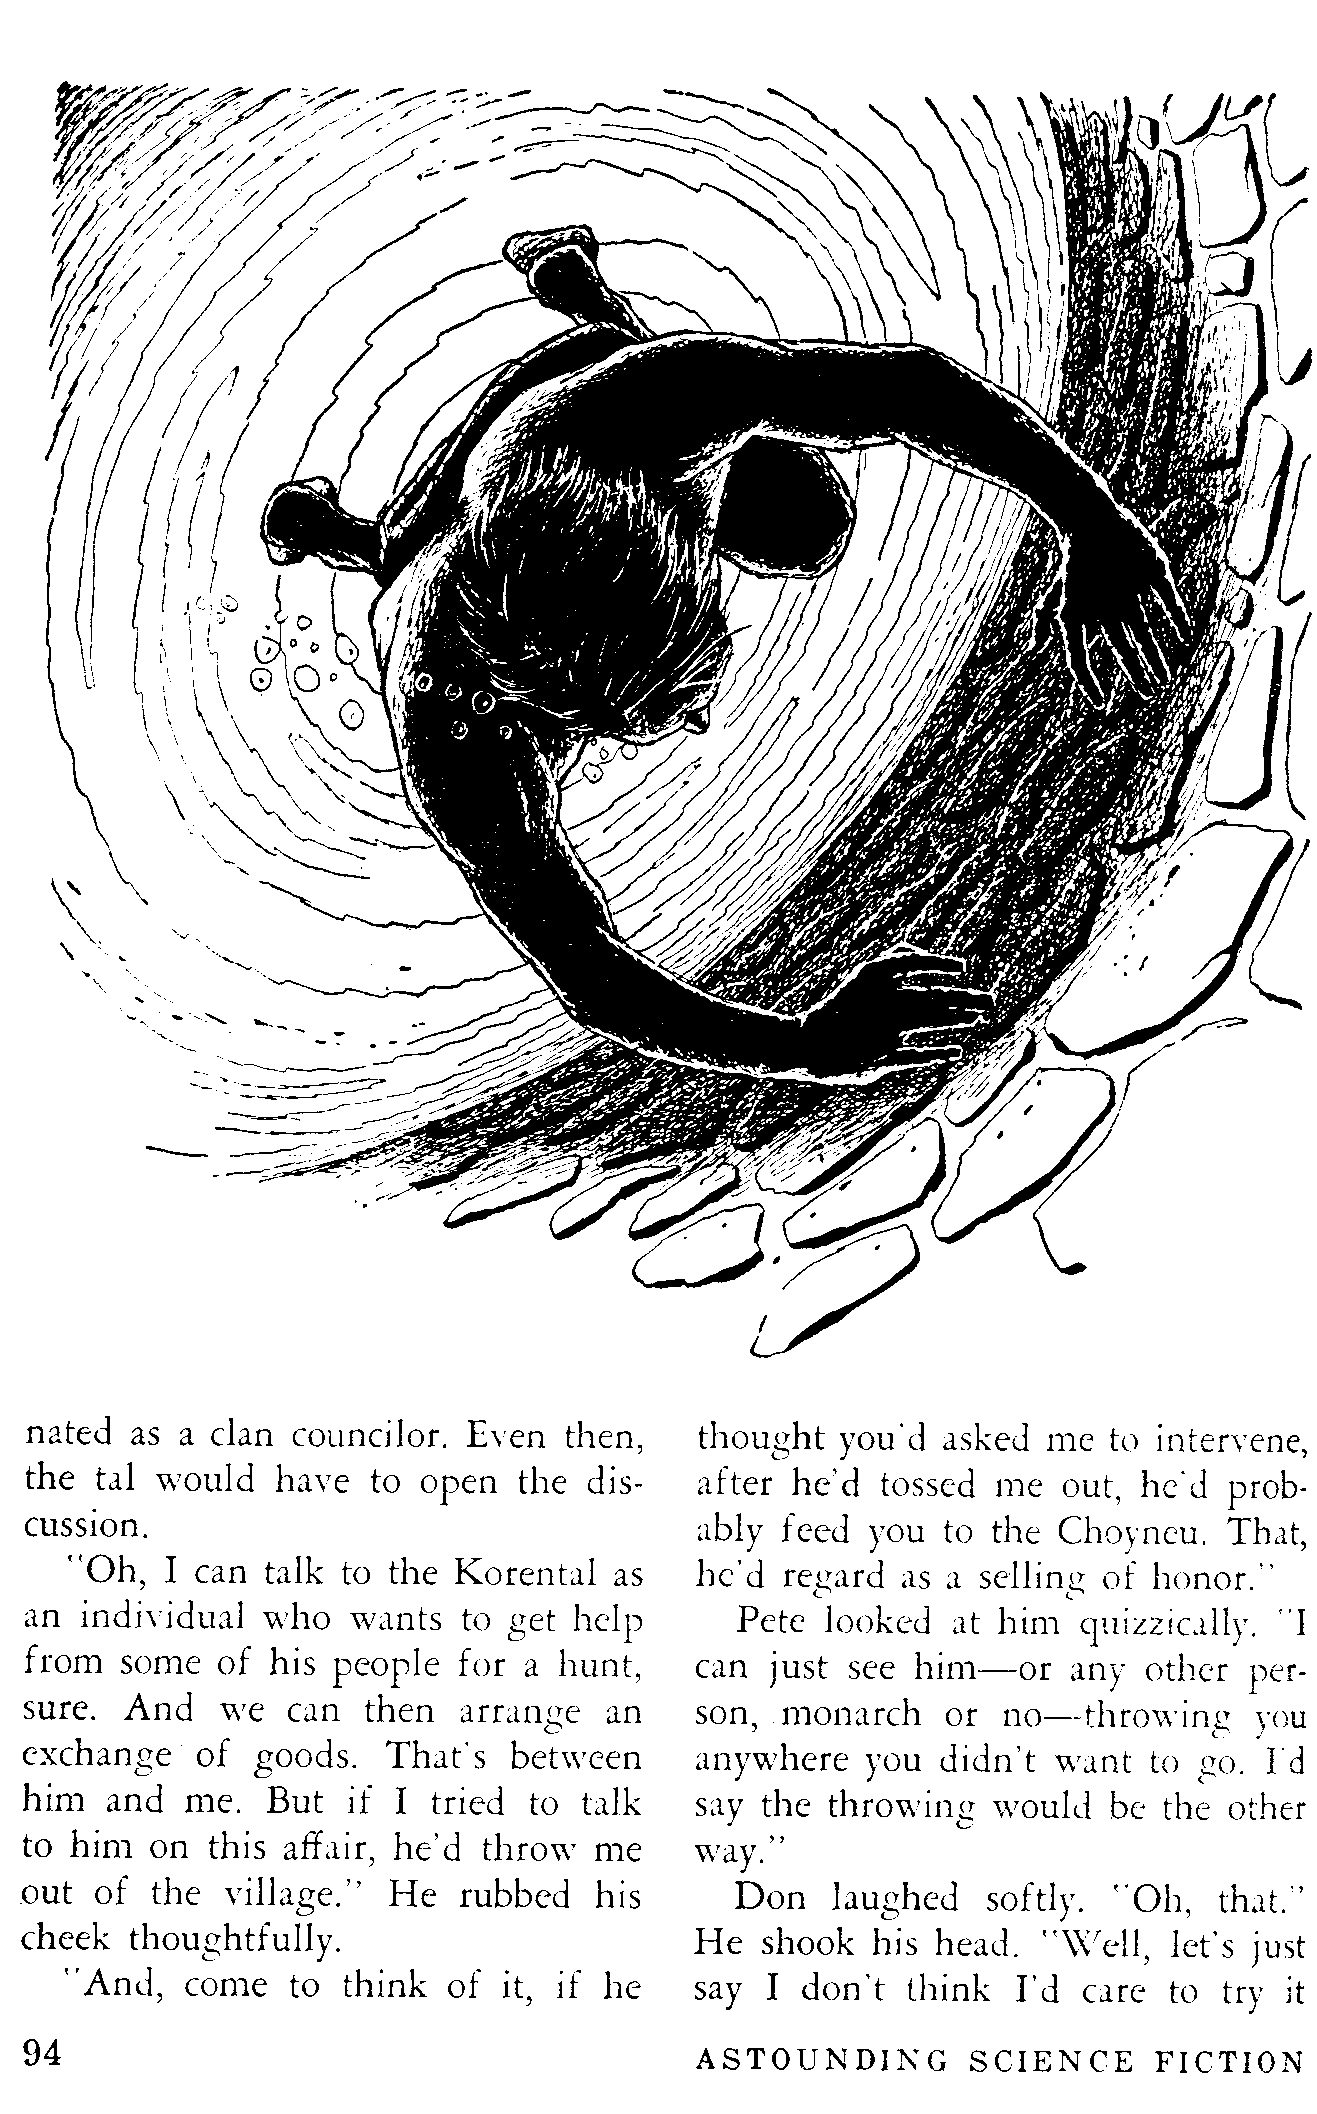 nated as a clan councilor. Even then,
the tal would have to open the dis-
cussion.
"Oh, I can talk to the Korental as
an individual who wants to get help
from some of his people for a hunt,
sure. And we can then arrange an
exchange of goods. That's between
him and me. But if I tried to talk
to him on this affair, he'd throw me
out of the village." He rubbed his
cheek thoughtfully.
"And, come to think of it, if he
thought you'd asked me to intervene,
after he'd tossed me out, he'd prob-
ably feed you to the Choyneu. That,
he'd regard as a selling of honor."
Pete looked at him quizzically. "I
can just see him—or any other per-
son, monarch or no—throwing you
anywhere you didn't want to go. I'd
say the throwing would be the other
way."
Don laughed softly. "Oh, that."
He shook his head. "Well, let's just
say I don't think I'd care to try it
94
ASTOUNDING SCIENCE FICTION